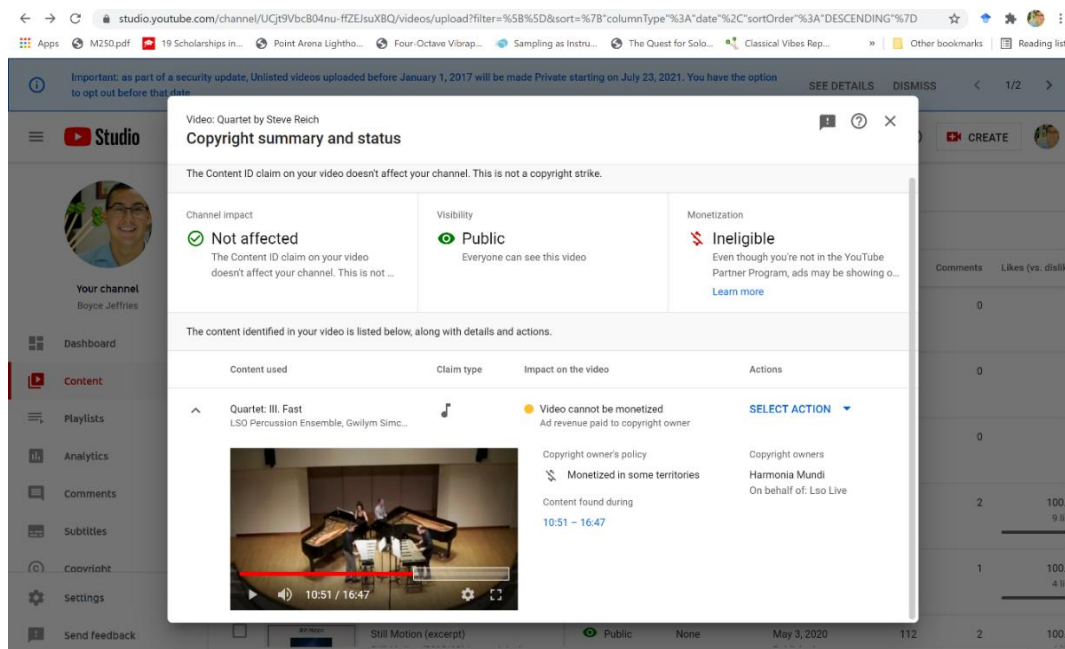 studio.youtube.com/channel/UCjt9VbcB04nu-ffZEJsuXBQ/videos/upload?filter=%5B%5D&sort=%7B"columnType"%3A"date"%2C"sortOrder"%3A"DESCENDING"%7D
Apps M250.pdf 19 Scholarships in... Point Arena Lightho... Four-Octave Vibrap... Sampling as Instru... The Quest for Solo... Classical Vibes Rep... » Other bookmarks Reading list
Important: as part of a security update, Unlisted videos uploaded before January 1, 2017 will be made Private starting on July 23, 2021. You have the option
to opt out before that date
SEE DETAILS DISMISS 1/2
Studio
CREATE
Video: Quartet by Steve Reich
Copyright summary and status
The Content ID claim on your video doesn't affect your channel. This is not a copyright strike.
Channel impact Visibility Monetization
Not affected Public Ineligible
The Content ID claim on your video Everyone can see this video Even though you're not in the YouTube
doesn't affect your channel. This is not ... Partner Program, ads may be showing o...
Learn more
Comments
Your channel
Boyce Jeffries
0
The content identified in your video is listed below, along with details and actions.
Dashboard
Content used Claim type Impact on the video Actions
Content
0
Quartet: III. Fast Video cannot be monetized SELECT ACTION
LSO Percussion Ensemble, Gwilym Simc... Ad revenue paid to copyright owner
Playlists
0
Copyright owner's policy Copyright owners
Analytics
Monetized in some territories Harmonia Mundi
On behalf of: Lso Live
Comments
Content found during
10:51 – 16:47
2 100
Subtitles
Copyright
1 100
4
10:51 / 16:47
Settings
Send feedback
Still Motion (excerpt) Public None May 3, 2020 112 2 100